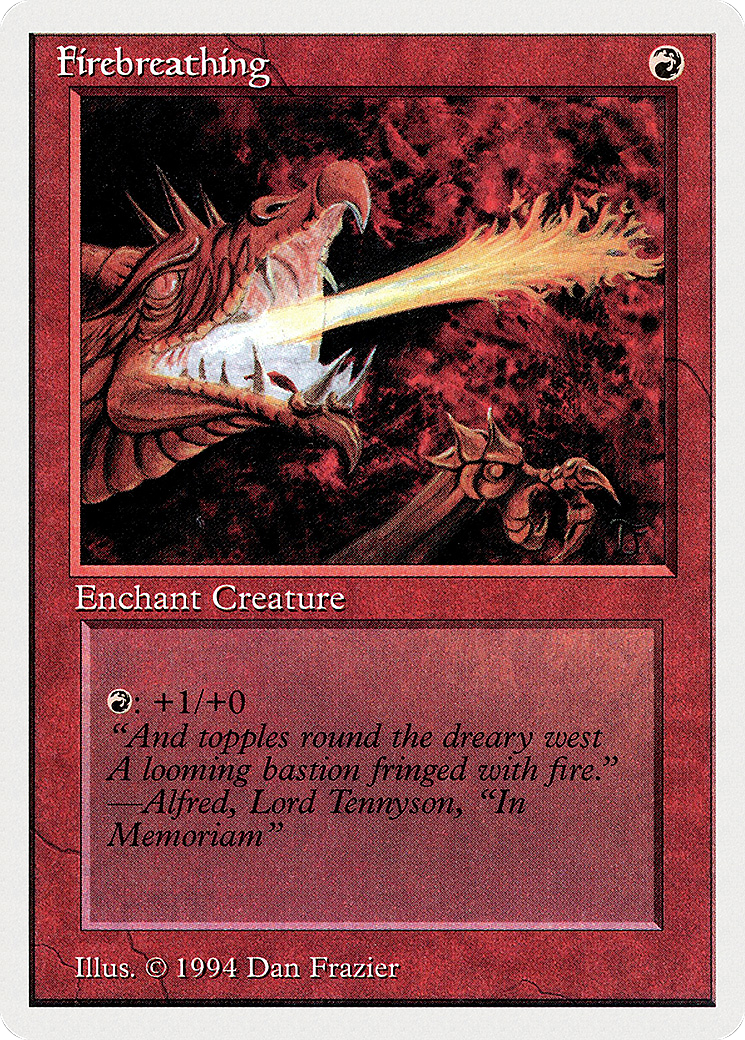 Firebreathing
Enchant Creature
: +1/+0
“And topples round the dreary west
A looming bastion fringed with fire.”
—Alfred, Lord Tennyson, “In
Memoriam”
Illus. © 1994 Dan Frazier